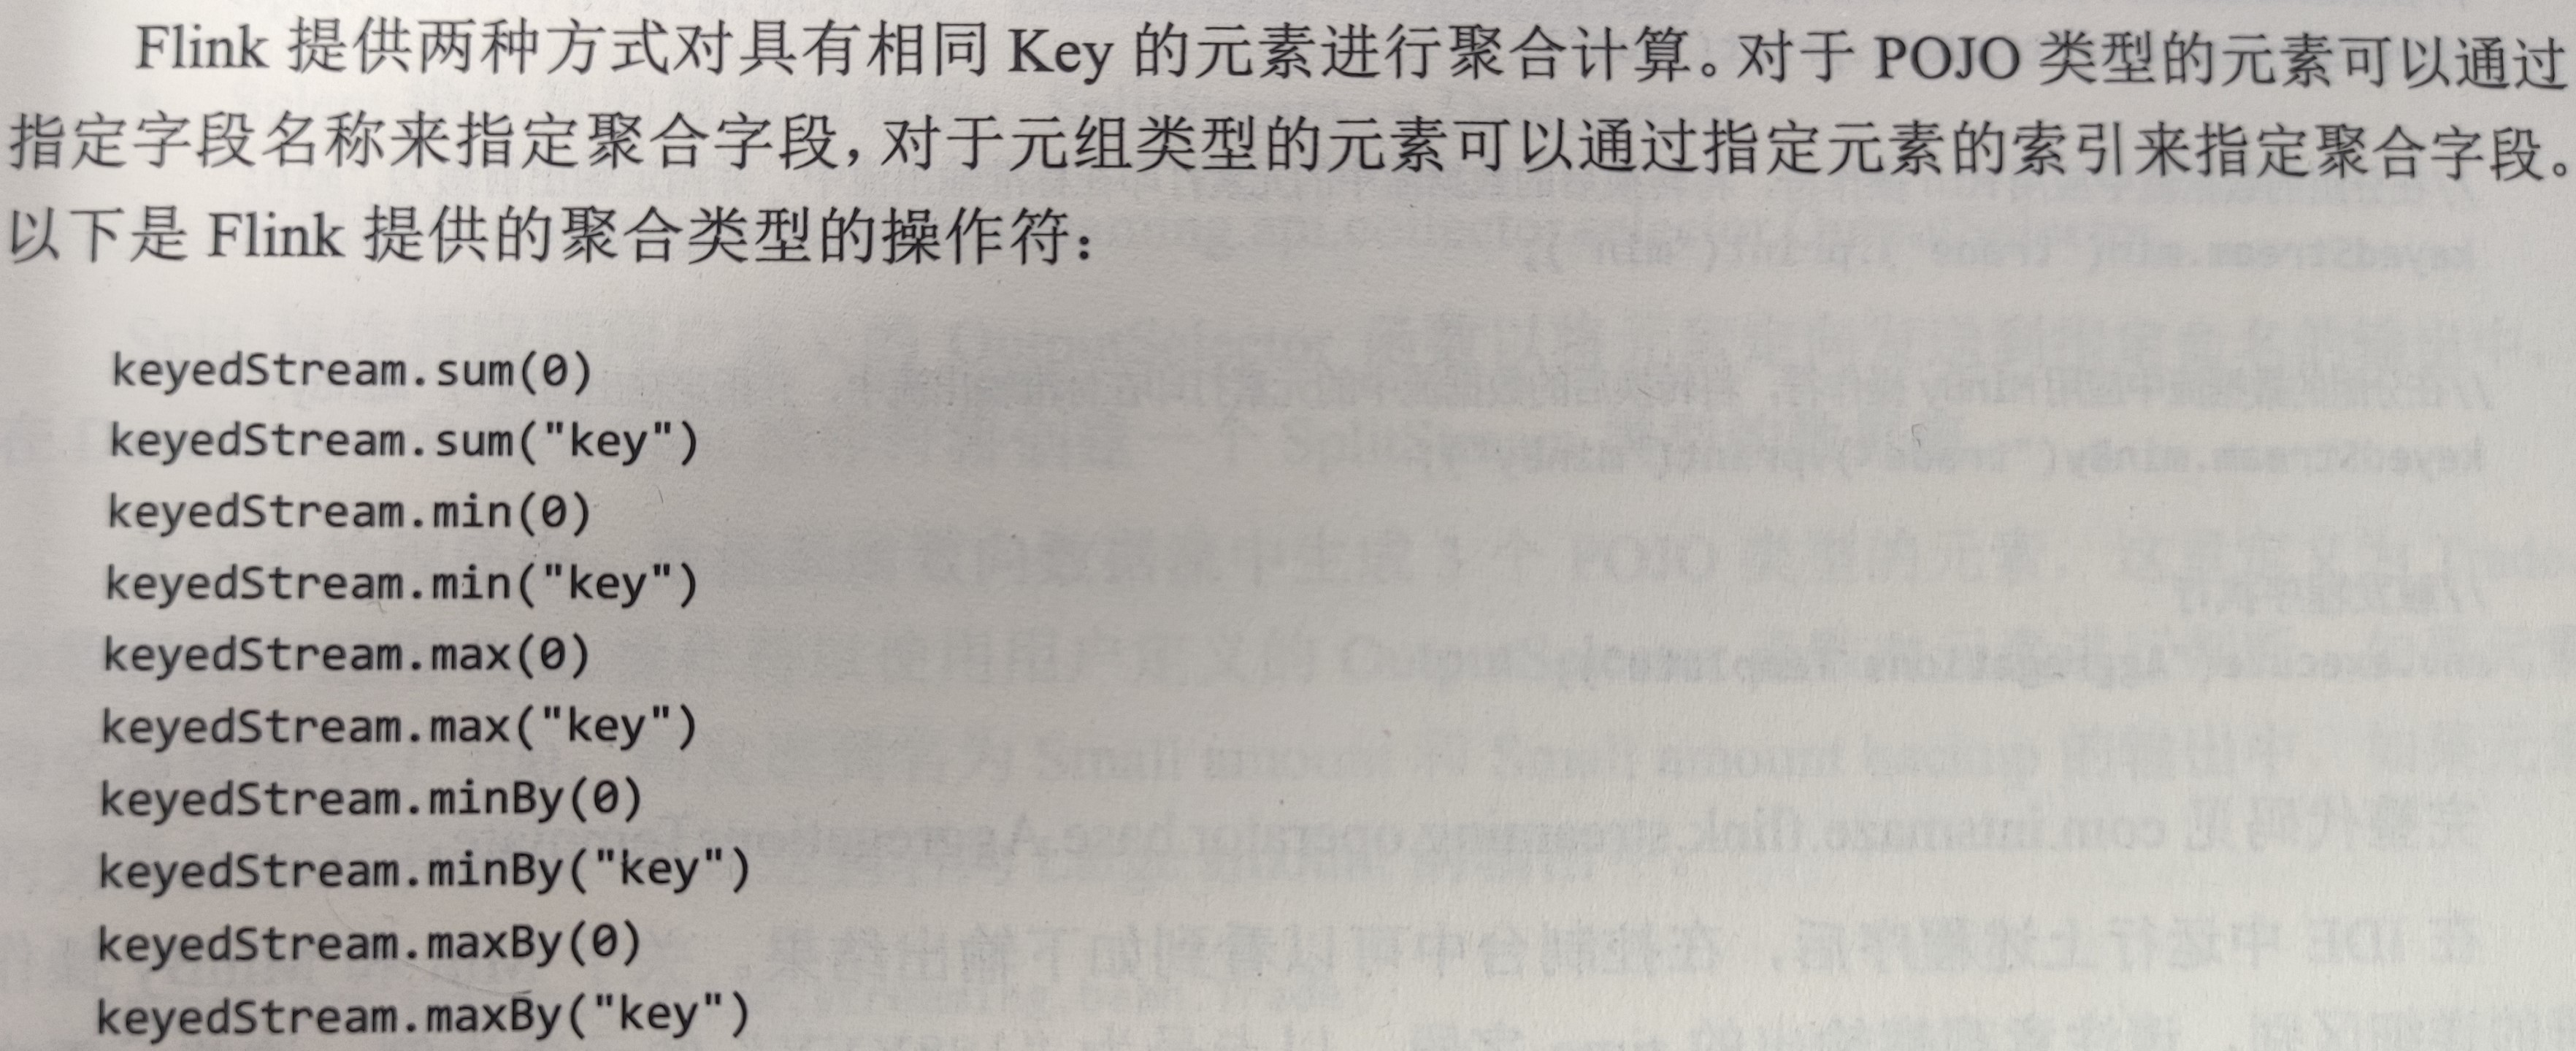 Flink 提供两种方式对具有相同 Key 的元素进行聚合计算。对于 POJO 类型的元素可以通过
指定字段名称来指定聚合字段，对于元组类型的元素可以通过指定元素的索引来指定聚合字段。
以下是 Flink 提供的聚合类型的操作符：
keyedStream.sum(0)
keyedStream.sum("key")
keyedStream.min(0)
keyedStream.min("key")
keyedStream.max(0)
keyedStream.max("key")
keyedStream.minBy(0)
keyedStream.minBy("key")
keyedStream.maxBy(0)
keyedStream.maxBy("key")